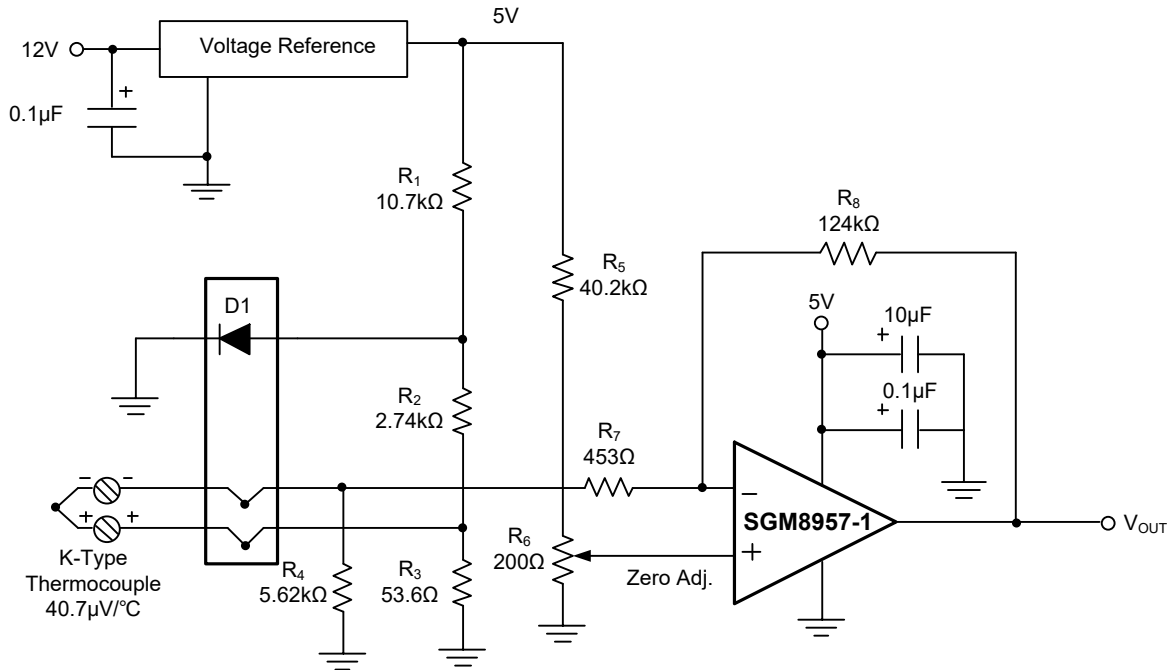 5V
12V
Voltage Reference
+
0.1µF
R₁
10.7kΩ
R₈
124kΩ
R₅
40.2kΩ
D1
5V
10µF
+
R₂
2.74kΩ
0.1µF
+
R₇
453Ω
− −
−
SGM8957-1
V_OUT
+ +
+
K-Type
Thermocouple
40.7µV/℃
R₄
5.62kΩ
R₃
53.6Ω
R₆
200Ω
Zero Adj.